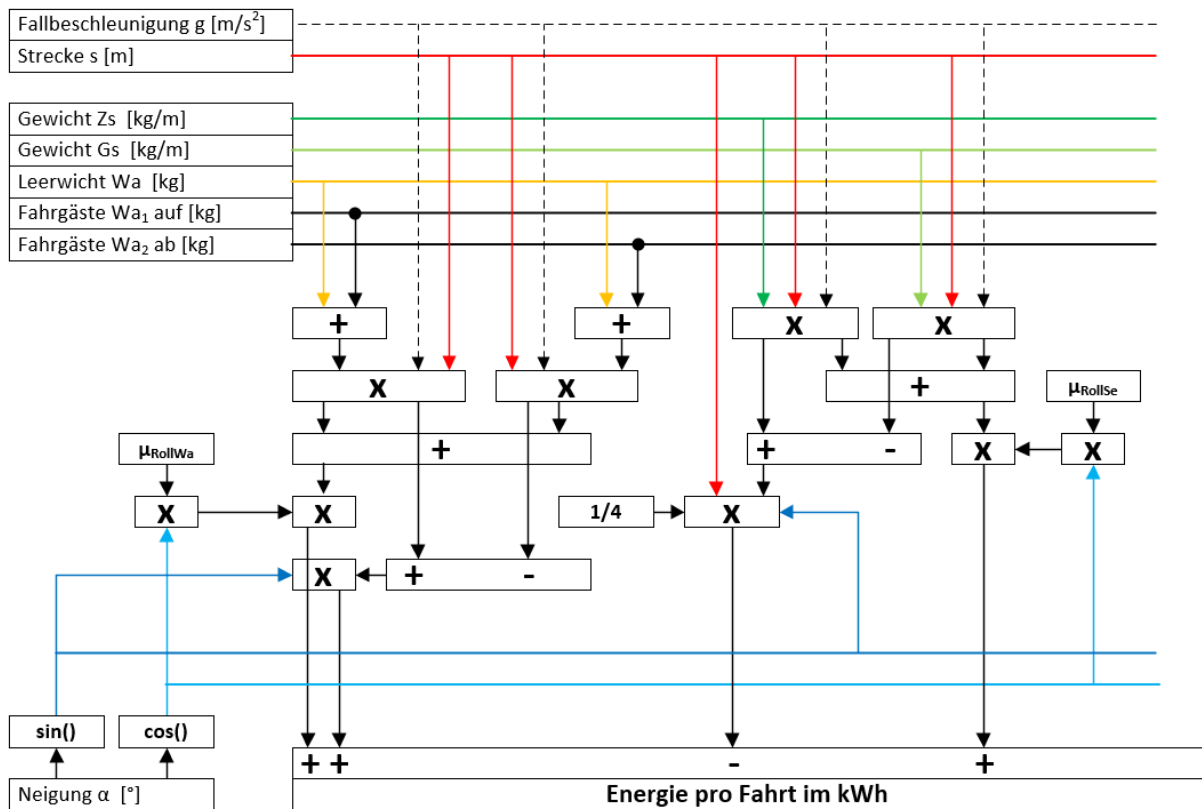 Fallbeschleunigung g [m/s²]
Strecke s [m]
Gewicht Zs [kg/m]
Gewicht Gs [kg/m]
Leerwicht Wa [kg]
Fahrgäste Wa₁ auf [kg]
Fahrgäste Wa₂ ab [kg]
+ + x x
x x + μRollSe
μRollWa + + - x x
x x 1/4 x
x + -
sin() cos()
+ + - +
Neigung α [°] Energie pro Fahrt im kWh